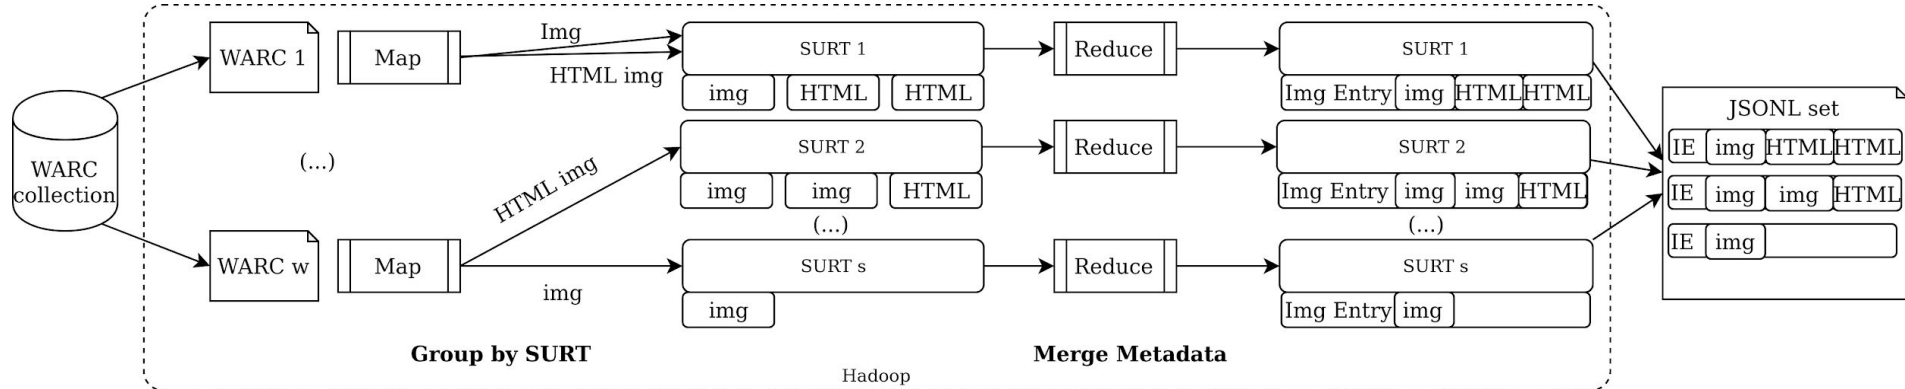 WARC
collection
WARC 1
Map
Img
HTML img
SURT 1
img HTML HTML
Reduce
SURT 1
Img Entry img HTML HTML
(...)
HTML img
SURT 2
img img HTML
(...)
Reduce
SURT 2
Img Entry img img HTML
(...)
WARC w
Map
img
SURT s
img
Reduce
SURT s
Img Entry img
JSONL set
IE img HTML HTML
IE img img HTML
IE img
Group by SURT
Merge Metadata
Hadoop